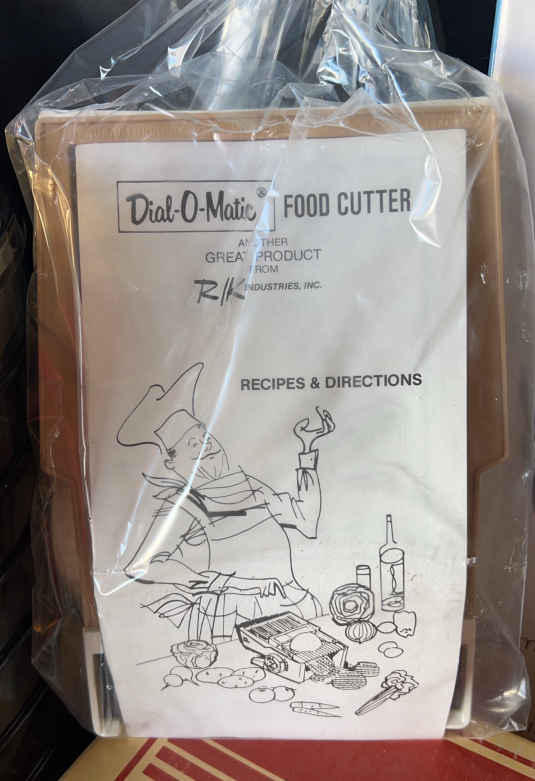 Dial-O-Matic® FOOD CUTTER
ANOTHER
GREAT PRODUCT
FROM
R/K INDUSTRIES, INC.
RECIPES & DIRECTIONS